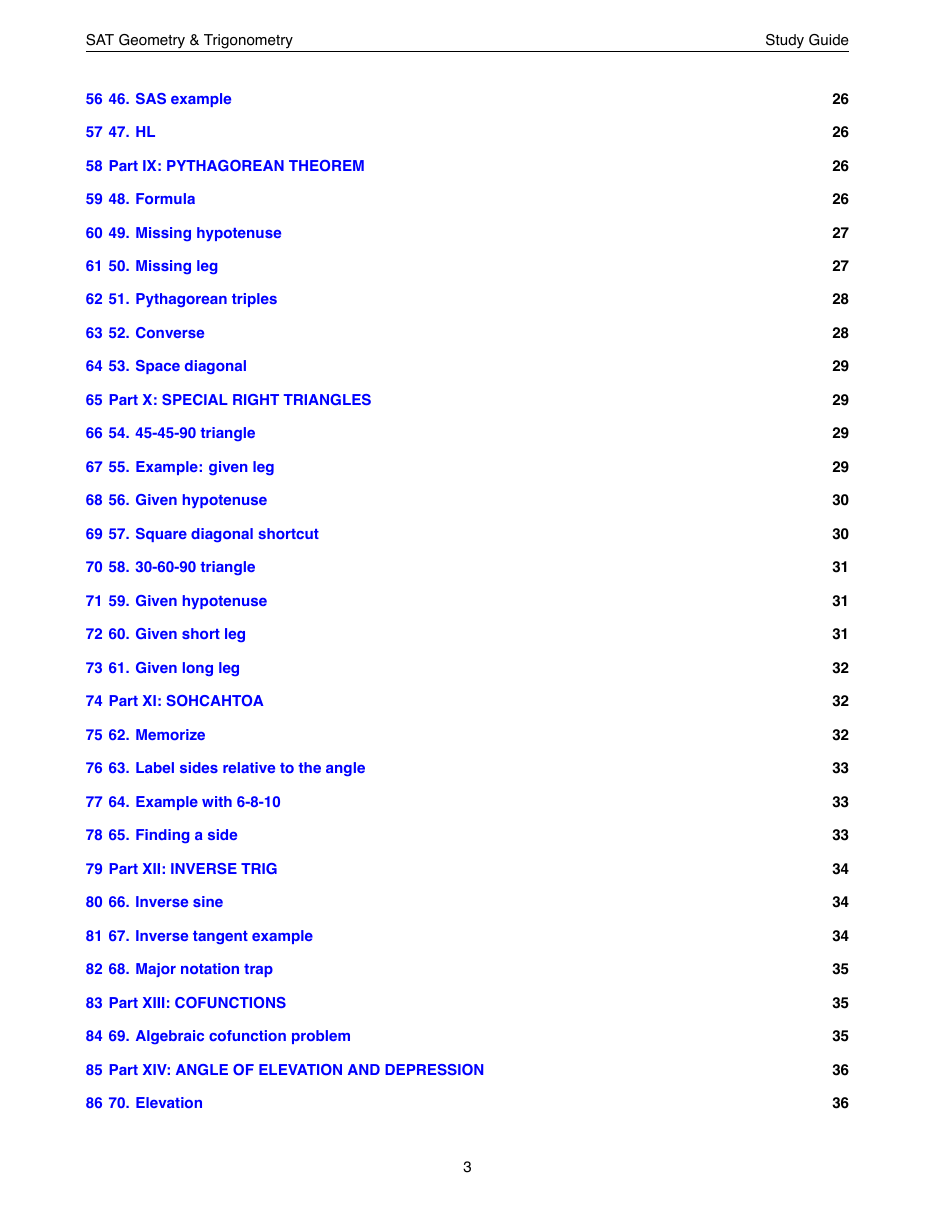 SAT Geometry & Trigonometry Study Guide
56 46. SAS example 26
57 47. HL 26
58 Part IX: PYTHAGOREAN THEOREM 26
59 48. Formula 26
60 49. Missing hypotenuse 27
61 50. Missing leg 27
62 51. Pythagorean triples 28
63 52. Converse 28
64 53. Space diagonal 29
65 Part X: SPECIAL RIGHT TRIANGLES 29
66 54. 45-45-90 triangle 29
67 55. Example: given leg 29
68 56. Given hypotenuse 30
69 57. Square diagonal shortcut 30
70 58. 30-60-90 triangle 31
71 59. Given hypotenuse 31
72 60. Given short leg 31
73 61. Given long leg 32
74 Part XI: SOHCAHTOA 32
75 62. Memorize 32
76 63. Label sides relative to the angle 33
77 64. Example with 6-8-10 33
78 65. Finding a side 33
79 Part XII: INVERSE TRIG 34
80 66. Inverse sine 34
81 67. Inverse tangent example 34
82 68. Major notation trap 35
83 Part XIII: COFUNCTIONS 35
84 69. Algebraic cofunction problem 35
85 Part XIV: ANGLE OF ELEVATION AND DEPRESSION 36
86 70. Elevation 36
3